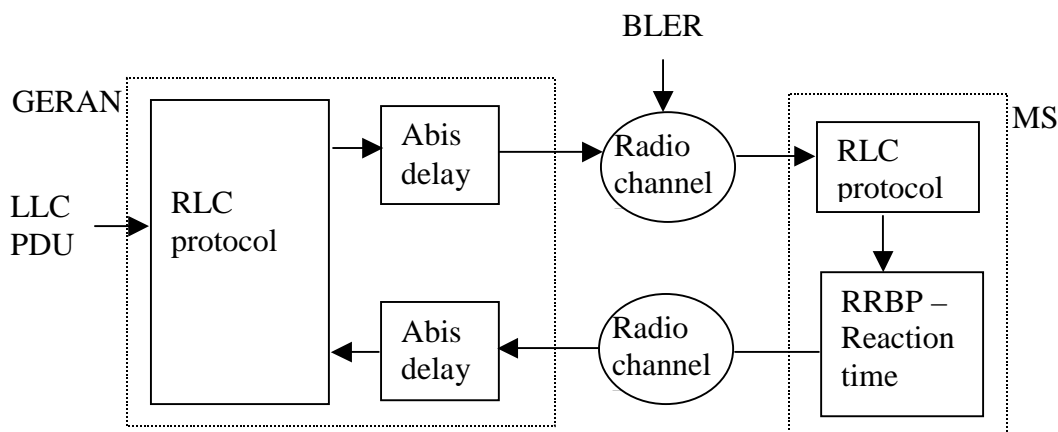 BLER
GERAN
MS
Abis
delay
Radio
channel
RLC
protocol
LLC
PDU
RLC
protocol
Abis
delay
Radio
channel
RRBP –
Reaction
time